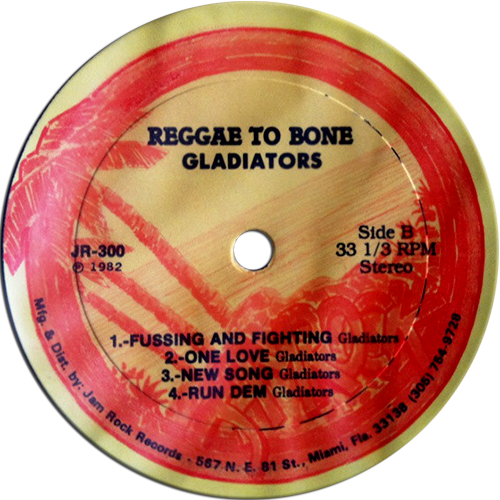 REGGAE TO BONE
GLADIATORS
JR-300
℗ 1982
Side B
33 1/3 RPM
Stereo
1.-FUSSING AND FIGHTING Gladiators
2.-ONE LOVE Gladiators
3.-NEW SONG Gladiators
4.-RUN DEM Gladiators
Mfg. & Dist. by: Jam Rock Records - 567 N. E. 81 St., Miami, Fla. 33138 (305) 764-9728